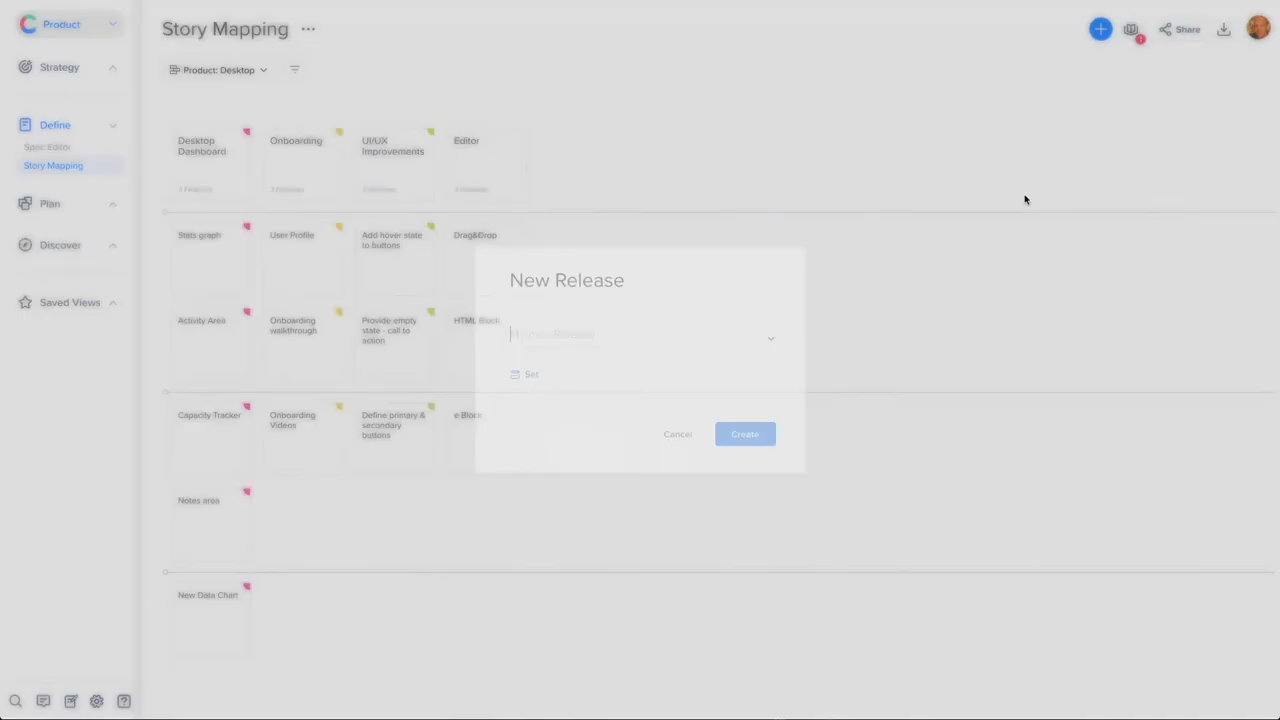 Product
Story Mapping
Share
Strategy
Product: Desktop
Define
Spec Editor
Story Mapping
Plan
Discover
Saved Views
Desktop
Dashboard
Onboarding
UI/UX
Improvements
Editor
Stats graph
User Profile
Add hover state
to buttons
Drag&Drop
Activity Area
Onboarding
walkthrough
Provide empty
state - call to
action
HTML Block
Capacity Tracker
Onboarding
Videos
Define primary &
secondary
buttons
e Block
Notes area
New Data Chart
New Release
Set
Cancel
Create